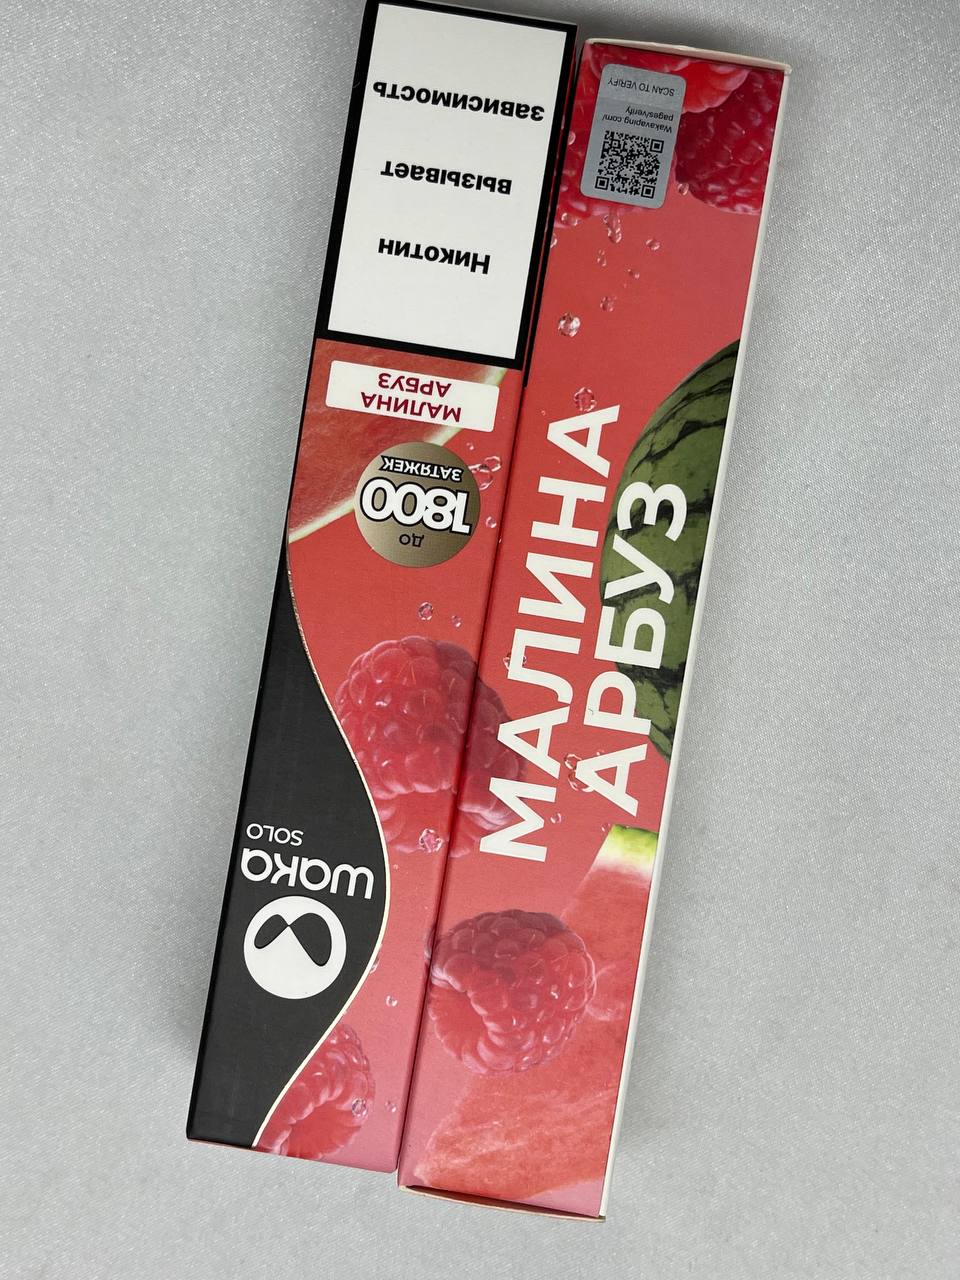 Никотин
вызывает
зависимость
МАЛИНА
АРБУЗ
ДО
1800
ЗАТЯЖЕК
waka
SOLO
МАЛИНА
АРБУЗ
Wakavaping.com/
pages/verify
SCAN TO VERIFY